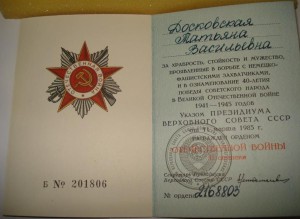 Б № 201806
Досковская
Татьяна
Васильевна
ЗА ХРАБРОСТЬ, СТОЙКОСТЬ И МУЖЕСТВО,
ПРОЯВЛЕННЫЕ В БОРЬБЕ С НЕМЕЦКО-
ФАШИСТСКИМИ ЗАХВАТЧИКАМИ,
И В ОЗНАМЕНОВАНИЕ 40-ЛЕТИЯ
ПОБЕДЫ СОВЕТСКОГО НАРОДА
В ВЕЛИКОЙ ОТЕЧЕСТВЕННОЙ ВОЙНЕ
1941—1945 ГОДОВ
УКАЗОМ ПРЕЗИДИУМА
ВЕРХОВНОГО СОВЕТА СССР
от 11 марта 1985 г.
НАГРАЖДЕН ОРДЕНОМ
ОТЕЧЕСТВЕННОЙ ВОЙНЫ
степени
Секретарь Президиума
Верховного Совета СССР
№ ордена 2168803